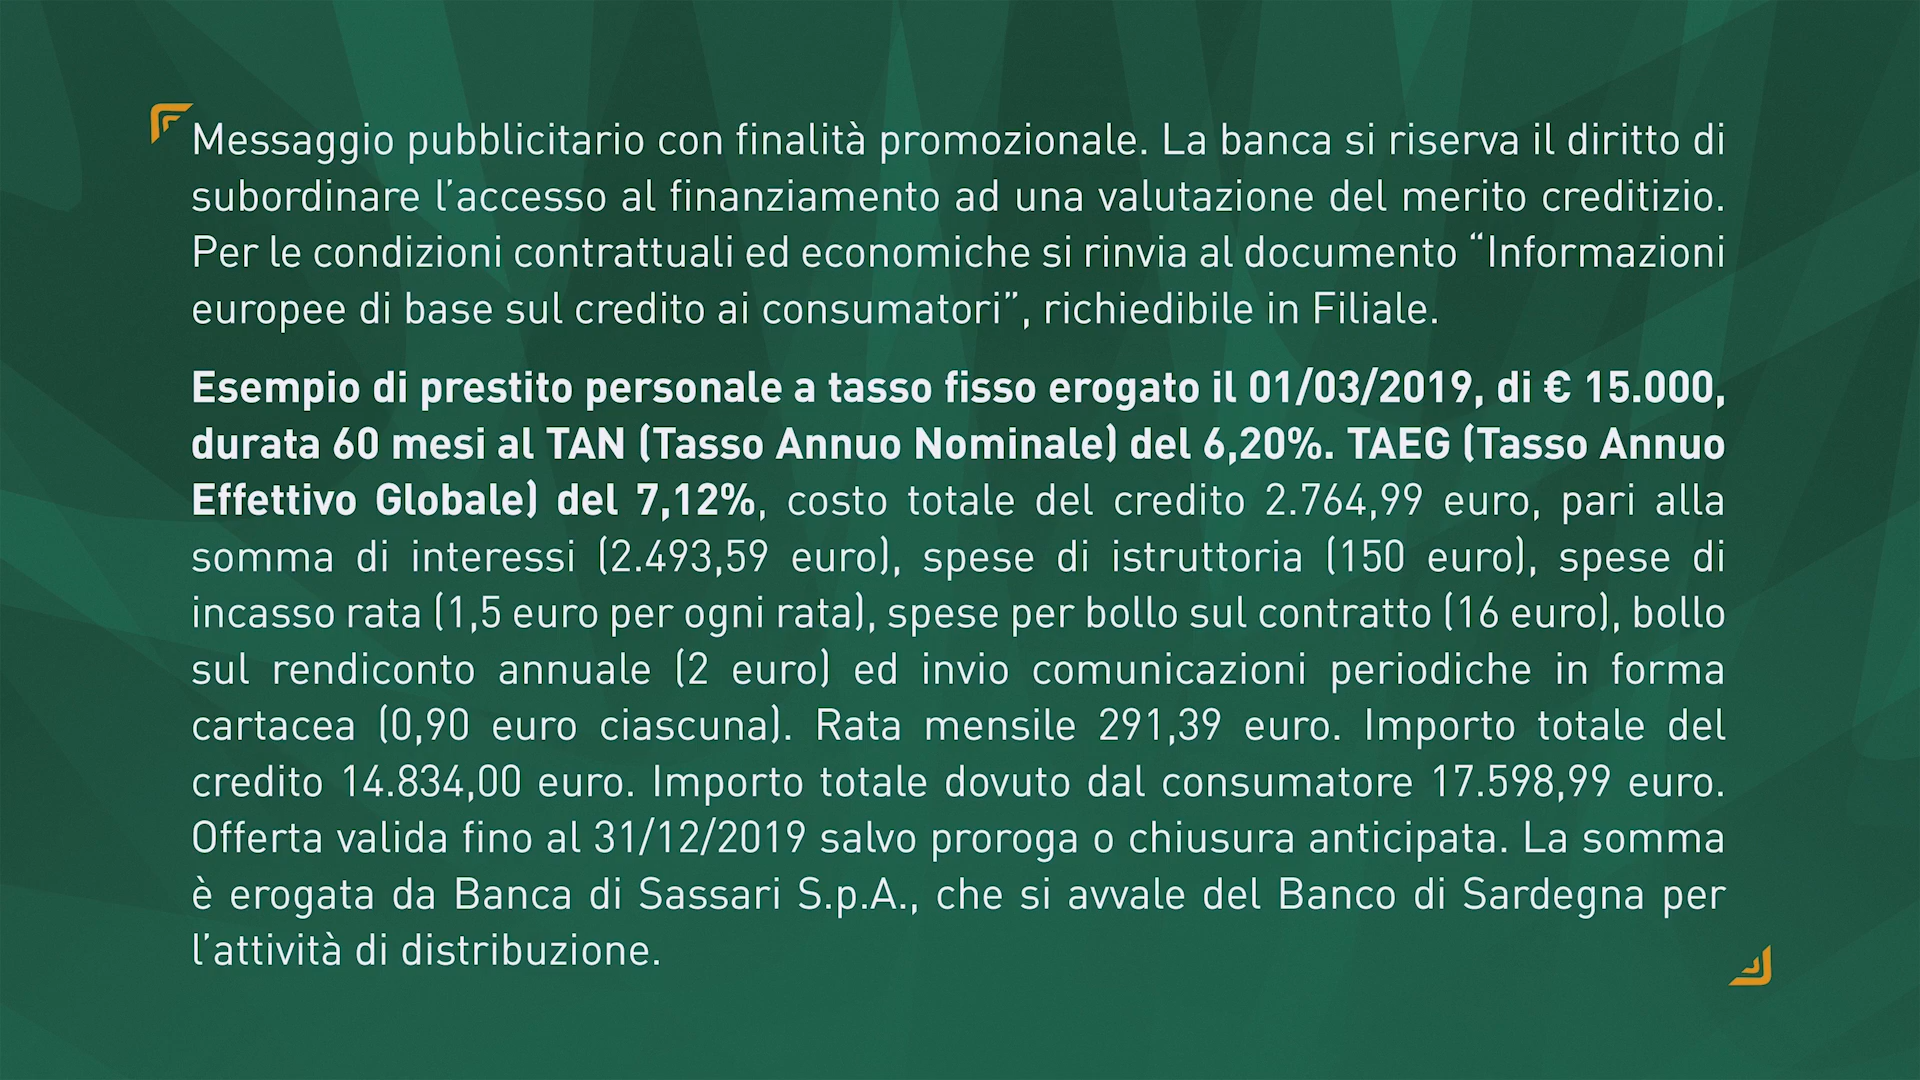 Messaggio pubblicitario con finalità promozionale. La banca si riserva il diritto di
subordinare l’accesso al finanziamento ad una valutazione del merito creditizio.
Per le condizioni contrattuali ed economiche si rinvia al documento “Informazioni
europee di base sul credito ai consumatori”, richiedibile in Filiale.
Esempio di prestito personale a tasso fisso erogato il 01/03/2019, di € 15.000,
durata 60 mesi al TAN (Tasso Annuo Nominale) del 6,20%. TAEG (Tasso Annuo
Effettivo Globale) del 7,12%, costo totale del credito 2.764,99 euro, pari alla
somma di interessi (2.493,59 euro), spese di istruttoria (150 euro), spese di
incasso rata (1,5 euro per ogni rata), spese per bollo sul contratto (16 euro), bollo
sul rendiconto annuale (2 euro) ed invio comunicazioni periodiche in forma
cartacea (0,90 euro ciascuna). Rata mensile 291,39 euro. Importo totale del
credito 14.834,00 euro. Importo totale dovuto dal consumatore 17.598,99 euro.
Offerta valida fino al 31/12/2019 salvo proroga o chiusura anticipata. La somma
è erogata da Banca di Sassari S.p.A., che si avvale del Banco di Sardegna per
l’attività di distribuzione.